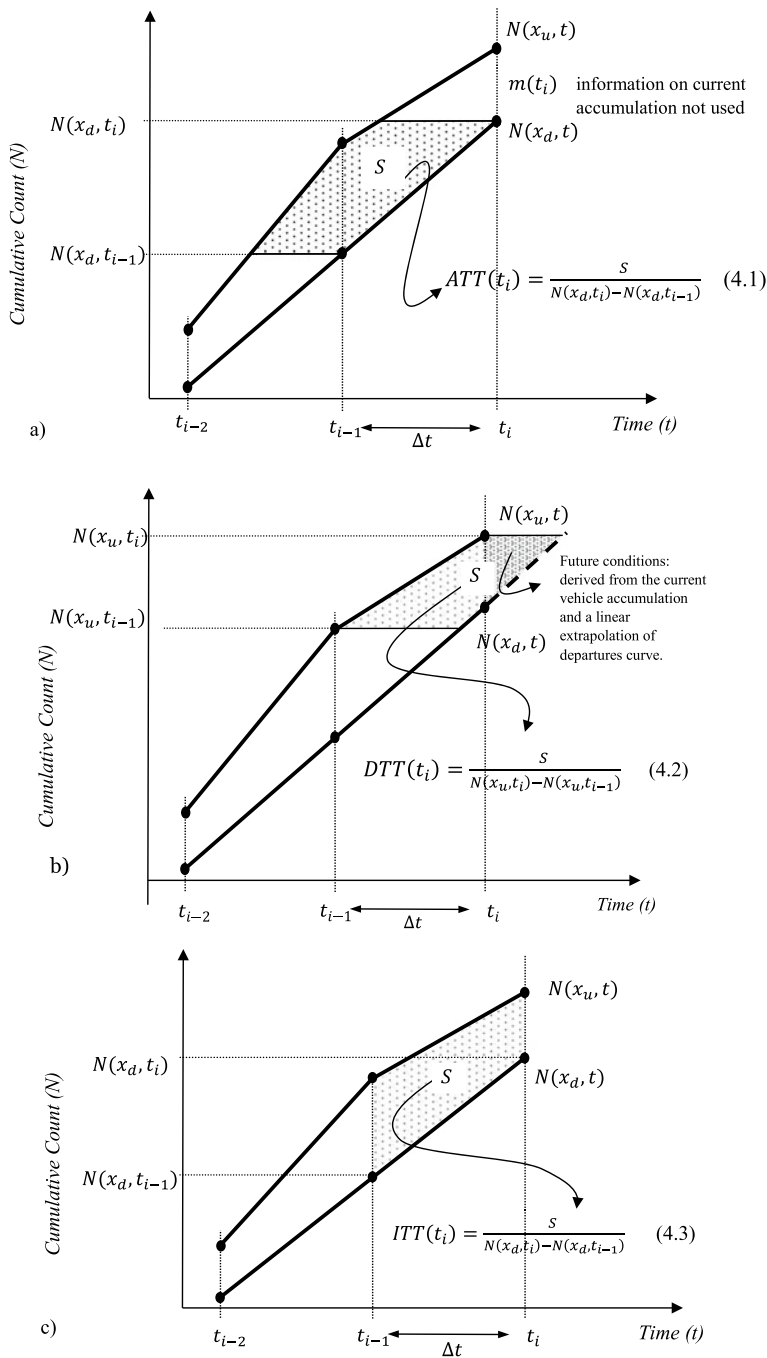 N(x_u, t)
m(t_i) information on current
accumulation not used
N(x_d, t_i)
N(x_d, t)
Cumulative Count (N)
S
N(x_d, t_{i−1})
ATT(t_i) = S / (N(x_d,t_i)−N(x_d,t_{i−1})) (4.1)
t_{i−2} t_{i−1} t_i Time (t)
Δt
a)
N(x_u, t)
N(x_u, t_i)
Future conditions:
derived from the current
vehicle accumulation
and a linear
extrapolation of
departures curve.
S
N(x_u, t_{i−1})
N(x_d, t)
Cumulative Count (N)
DTT(t_i) = S / (N(x_u,t_i)−N(x_u,t_{i−1})) (4.2)
b)
t_{i−2} t_{i−1} t_i Time (t)
Δt
N(x_u, t)
N(x_d, t_i)
N(x_d, t)
S
Cumulative Count (N)
N(x_d, t_{i−1})
ITT(t_i) = S / (N(x_d,t_i)−N(x_d,t_{i−1})) (4.3)
c)
t_{i−2} t_{i−1} t_i Time (t)
Δt